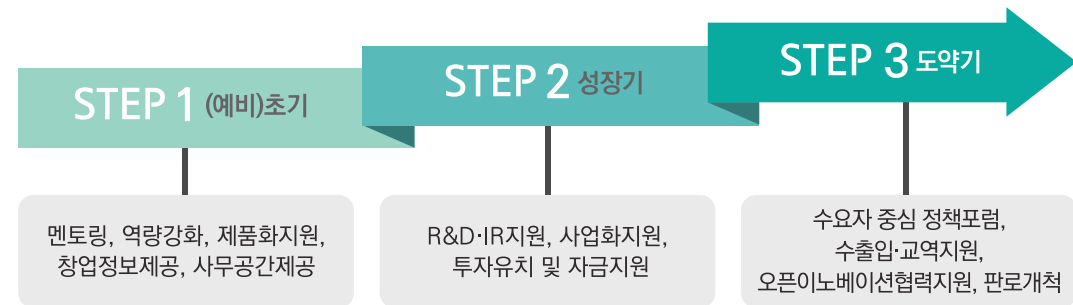 STEP 1 (예비)초기
STEP 2 성장기
STEP 3 도약기
멘토링, 역량강화, 제품화지원,
창업정보제공, 사무공간제공
R&D·IR지원, 사업화지원,
투자유치 및 자금지원
수요자 중심 정책포럼,
수출입·교역지원,
오픈이노베이션협력지원, 판로개척